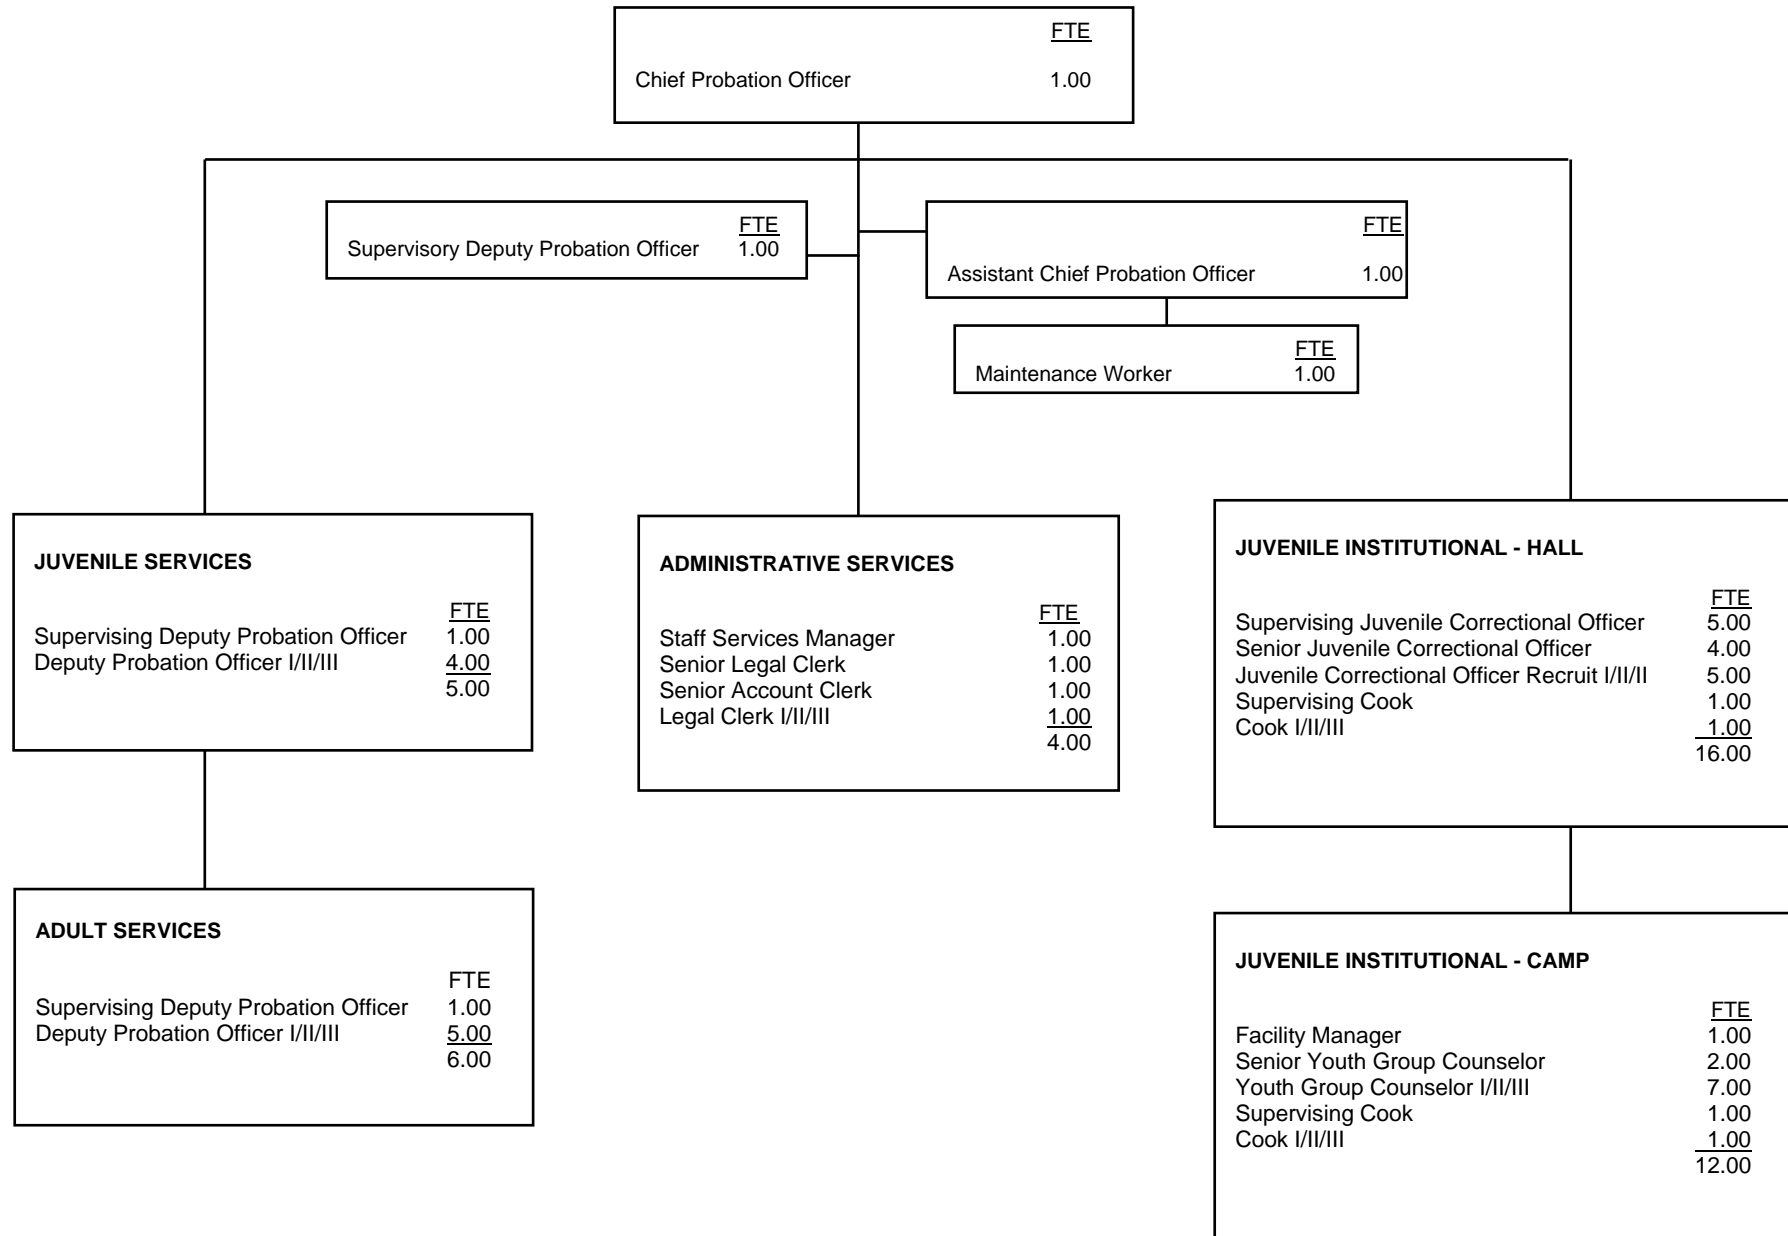 FTE
Chief Probation Officer 1.00
FTE
Supervisory Deputy Probation Officer 1.00
FTE
Assistant Chief Probation Officer 1.00
FTE
Maintenance Worker 1.00
JUVENILE SERVICES
FTE
Supervising Deputy Probation Officer 1.00
Deputy Probation Officer I/II/III 4.00
5.00
ADMINISTRATIVE SERVICES
FTE
Staff Services Manager 1.00
Senior Legal Clerk 1.00
Senior Account Clerk 1.00
Legal Clerk I/II/III 1.00
4.00
JUVENILE INSTITUTIONAL - HALL
FTE
Supervising Juvenile Correctional Officer 5.00
Senior Juvenile Correctional Officer 4.00
Juvenile Correctional Officer Recruit I/II/II 5.00
Supervising Cook 1.00
Cook I/II/III 1.00
16.00
ADULT SERVICES
FTE
Supervising Deputy Probation Officer 1.00
Deputy Probation Officer I/II/III 5.00
6.00
JUVENILE INSTITUTIONAL - CAMP
FTE
Facility Manager 1.00
Senior Youth Group Counselor 2.00
Youth Group Counselor I/II/III 7.00
Supervising Cook 1.00
Cook I/II/III 1.00
12.00